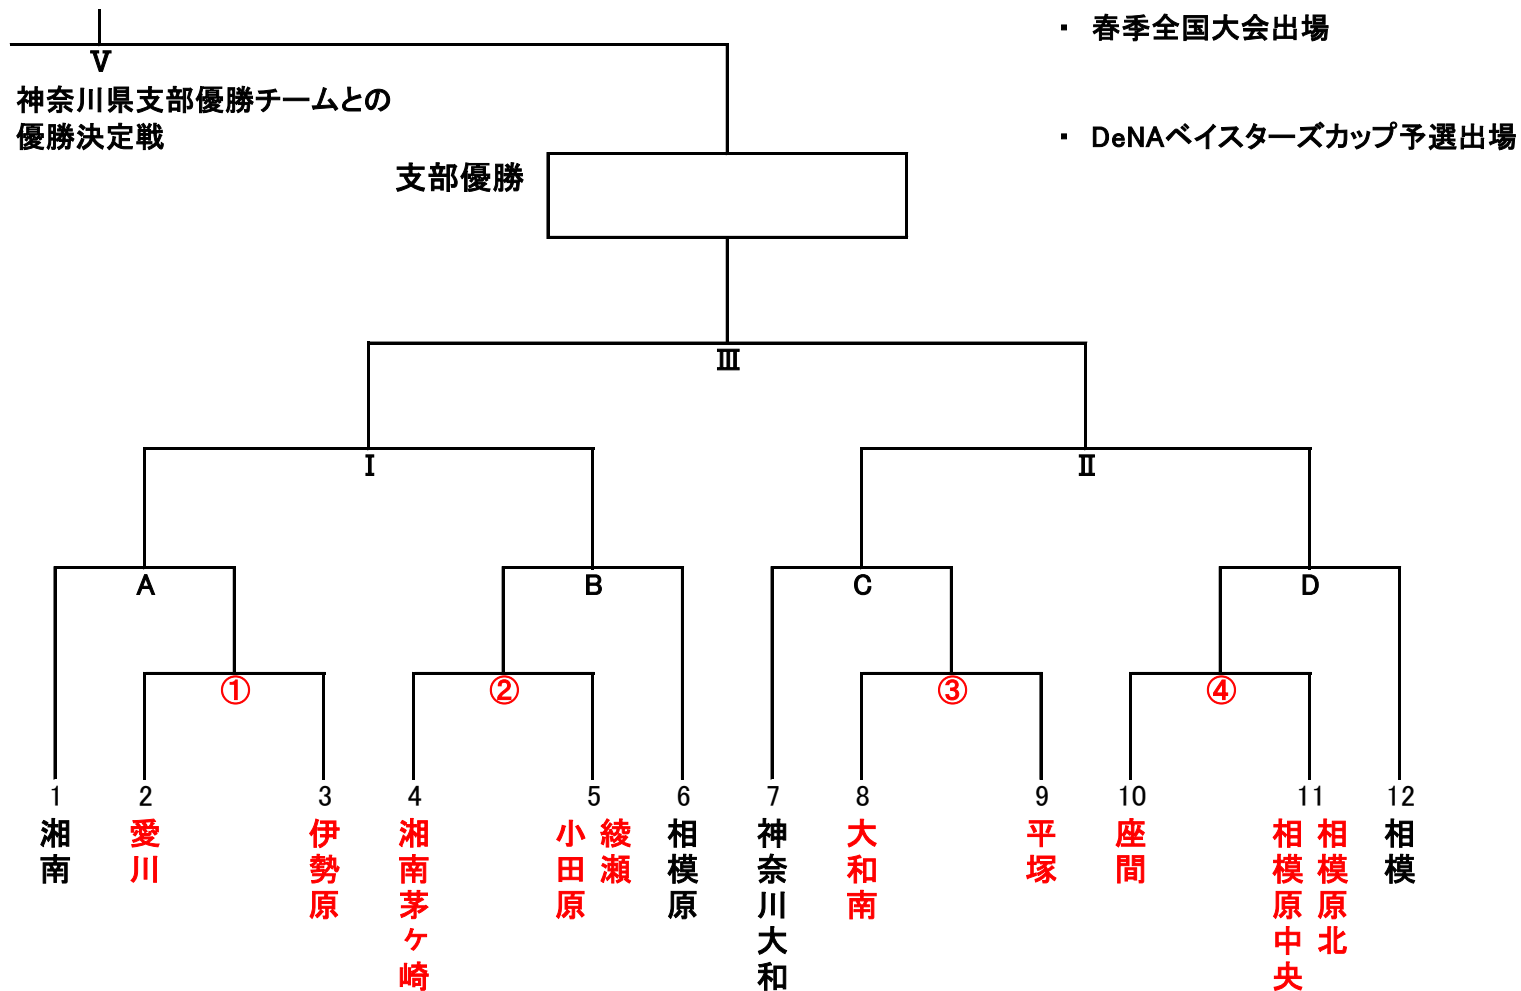 ・ 春季全国大会出場
Ⅴ
神奈川県支部優勝チームとの
優勝決定戦
・ DeNAベイスターズカップ予選出場
支部優勝
Ⅲ
Ⅰ
Ⅱ
A
B
C
D
①
②
③
④
1
2
3
4
5
6
7
8
9
10
11
12
湘南
愛川
伊勢原
湘南茅ヶ崎
綾瀬
小田原
相模原
神奈川大和
大和南
平塚
座間
相模原北
相模原中央
相模